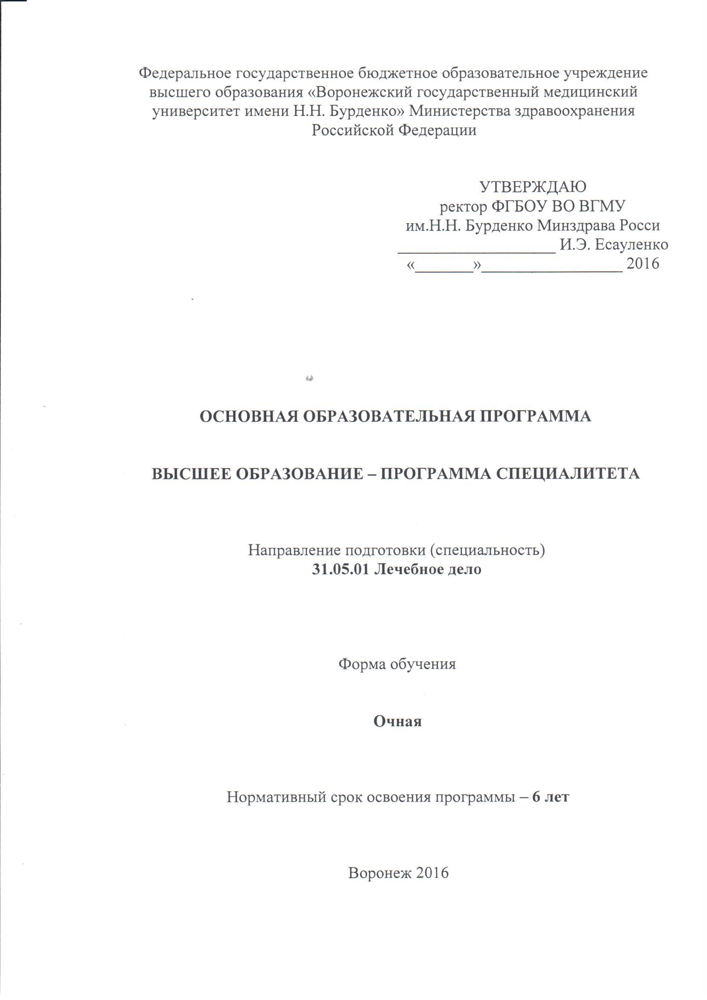 Федеральное государственное бюджетное образовательное учреждение
высшего образования «Воронежский государственный медицинский
университет имени Н.Н. Бурденко» Министерства здравоохранения
Российской Федерации
УТВЕРЖДАЮ
ректор ФГБОУ ВО ВГМУ
им.Н.Н. Бурденко Минздрава Росси
____________________ И.Э. Есауленко
«_______»_________________ 2016
ОСНОВНАЯ ОБРАЗОВАТЕЛЬНАЯ ПРОГРАММА
ВЫСШЕЕ ОБРАЗОВАНИЕ – ПРОГРАММА СПЕЦИАЛИТЕТА
Направление подготовки (специальность)
31.05.01 Лечебное дело
Форма обучения
Очная
Нормативный срок освоения программы – 6 лет
Воронеж 2016